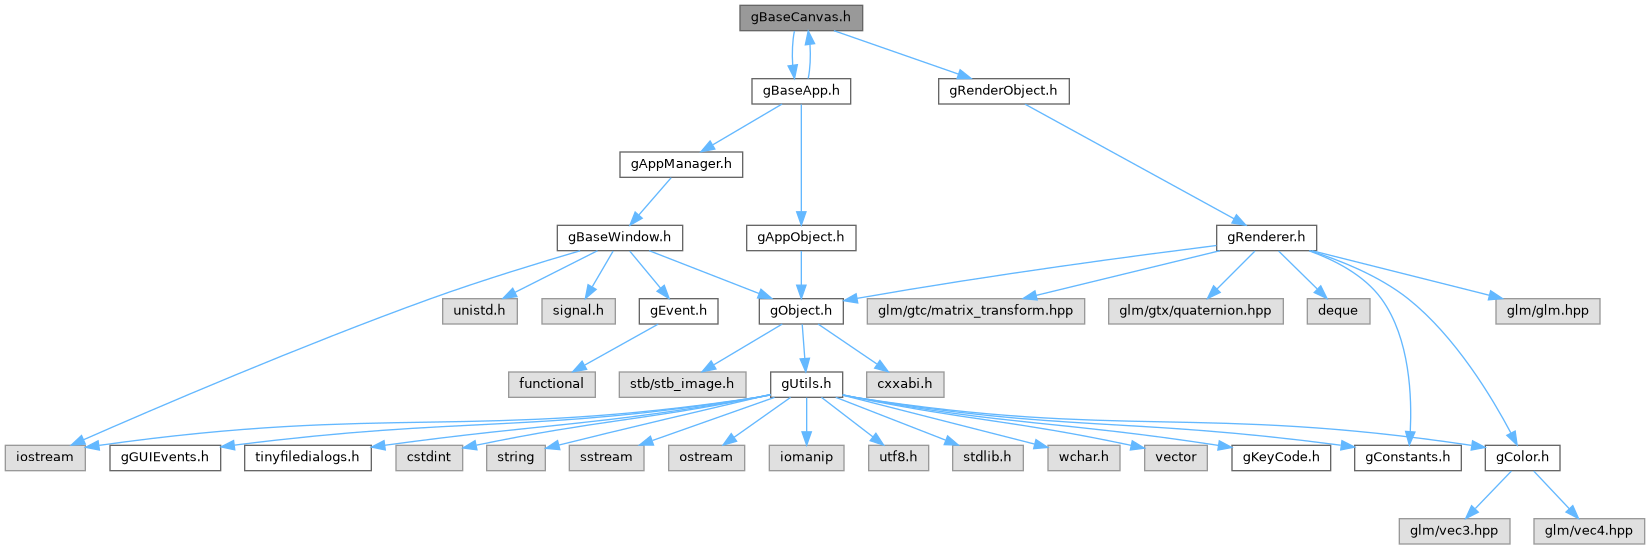 gBaseCanvas.h
gBaseApp.h
gRenderObject.h
gAppManager.h
gBaseWindow.h
gAppObject.h
gRenderer.h
unistd.h
signal.h
gEvent.h
gObject.h
glm/gtc/matrix_transform.hpp
glm/gtx/quaternion.hpp
deque
glm/glm.hpp
functional
stb/stb_image.h
gUtils.h
cxxabi.h
iostream
gGUIEvents.h
tinyfiledialogs.h
cstdint
string
sstream
ostream
iomanip
utf8.h
stdlib.h
wchar.h
vector
gKeyCode.h
gConstants.h
gColor.h
glm/vec3.hpp
glm/vec4.hpp